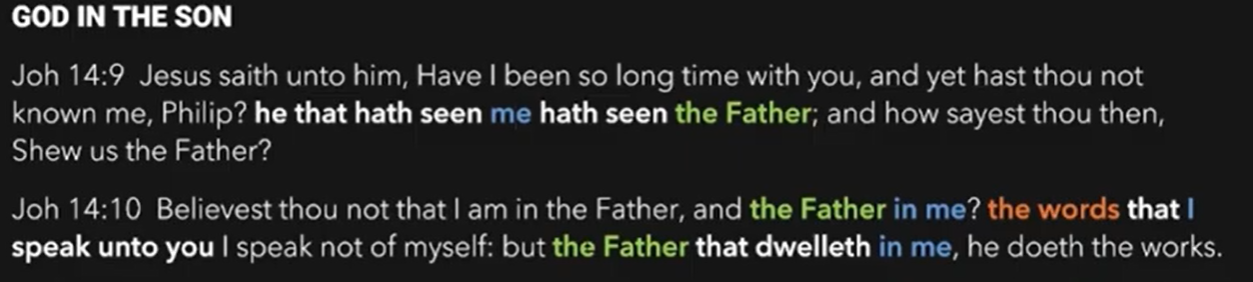 GOD IN THE SON
Joh 14:9 Jesus saith unto him, Have I been so long time with you, and yet hast thou not
known me, Philip? he that hath seen me hath seen the Father; and how sayest thou then,
Shew us the Father?
Joh 14:10 Believest thou not that I am in the Father, and the Father in me? the words that I
speak unto you I speak not of myself: but the Father that dwelleth in me, he doeth the works.